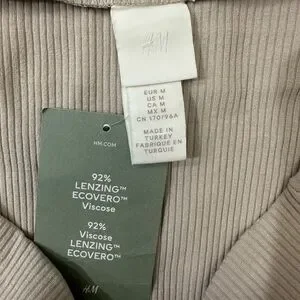 H&M
EUR M
US M
CA M
MX M
CN 170/96A
MADE IN
TURKEY
FABRIQUÉ EN
TURQUIE
HM.COM
92%
LENZING™
ECOVERO™
Viscose
92%
Viscose
LENZING™
ECOVERO™
H&M